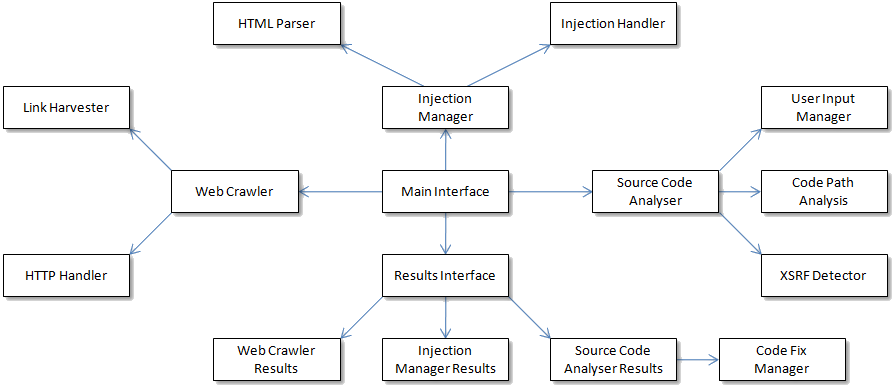 HTML Parser
Injection Handler
Link Harvester
Injection
Manager
User Input
Manager
Web Crawler
Main Interface
Source Code
Analyser
Code Path
Analysis
HTTP Handler
Results Interface
XSRF Detector
Web Crawler
Results
Injection
Manager Results
Source Code
Analyser Results
Code Fix
Manager